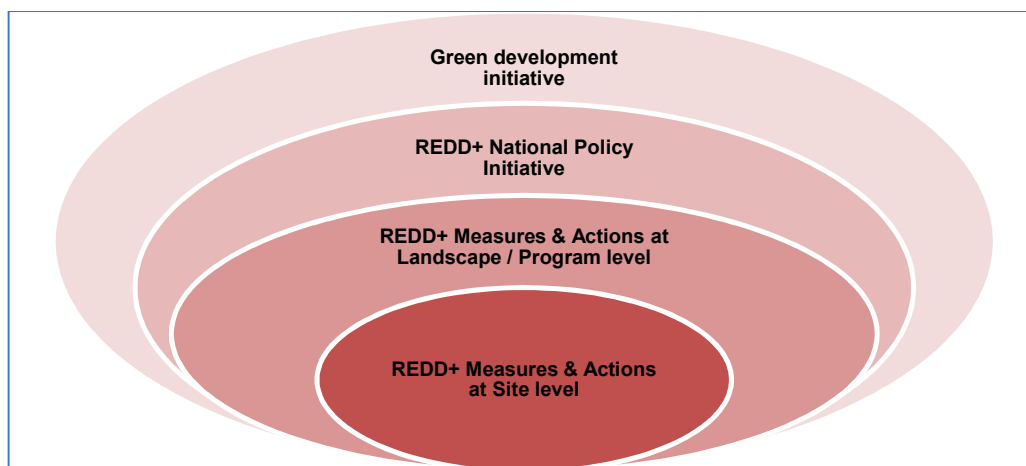 Green development
initiative
REDD+ National Policy
Initiative
REDD+ Measures & Actions at
Landscape / Program level
REDD+ Measures & Actions
at Site level